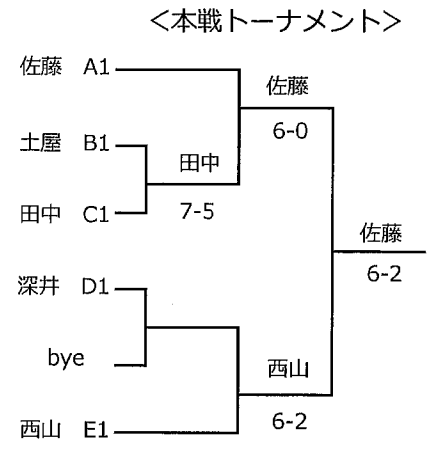 ＜本戦トーナメント＞
佐藤 A1
佐藤
6-0
土屋 B1
田中
7-5
田中 C1
佐藤
6-2
深井 D1
bye
西山
6-2
西山 E1